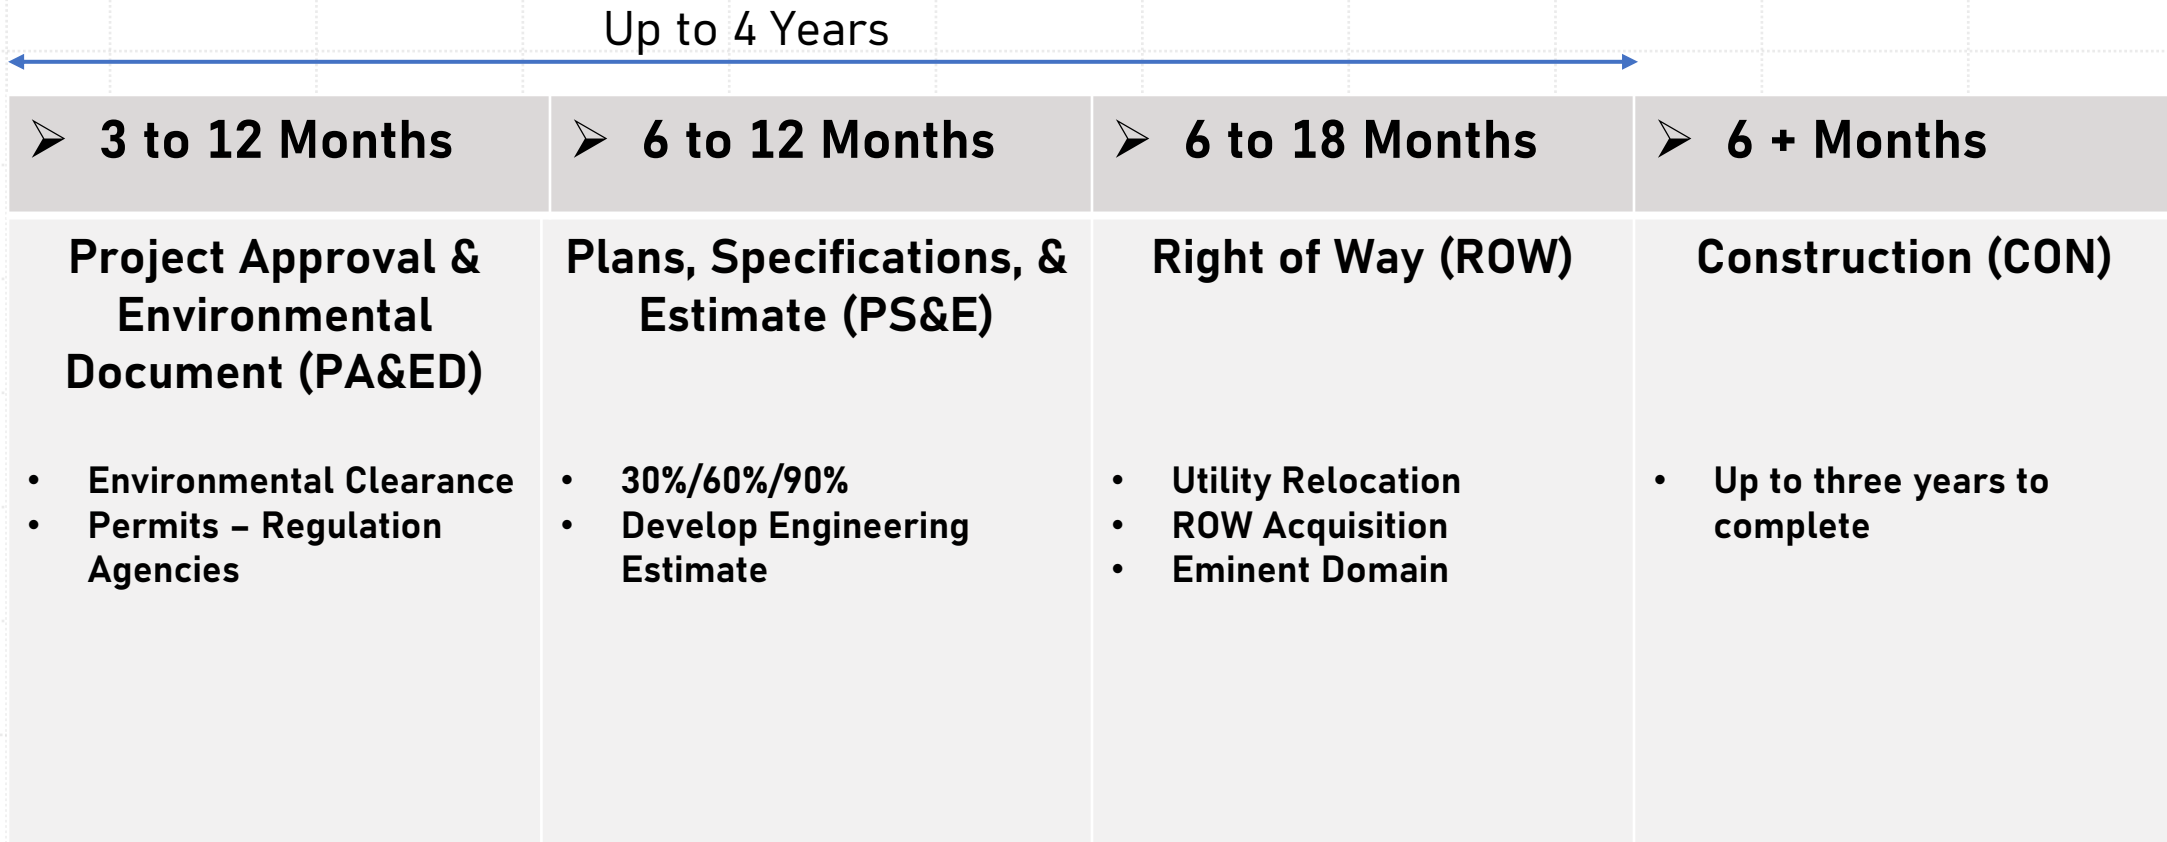 Up to 4 Years
➢ 3 to 12 Months
➢ 6 to 12 Months
➢ 6 to 18 Months
➢ 6 + Months
Project Approval &
Environmental
Document (PA&ED)
• Environmental Clearance
• Permits – Regulation
Agencies
Plans, Specifications, &
Estimate (PS&E)
• 30%/60%/90%
• Develop Engineering
Estimate
Right of Way (ROW)
• Utility Relocation
• ROW Acquisition
• Eminent Domain
Construction (CON)
• Up to three years to
complete